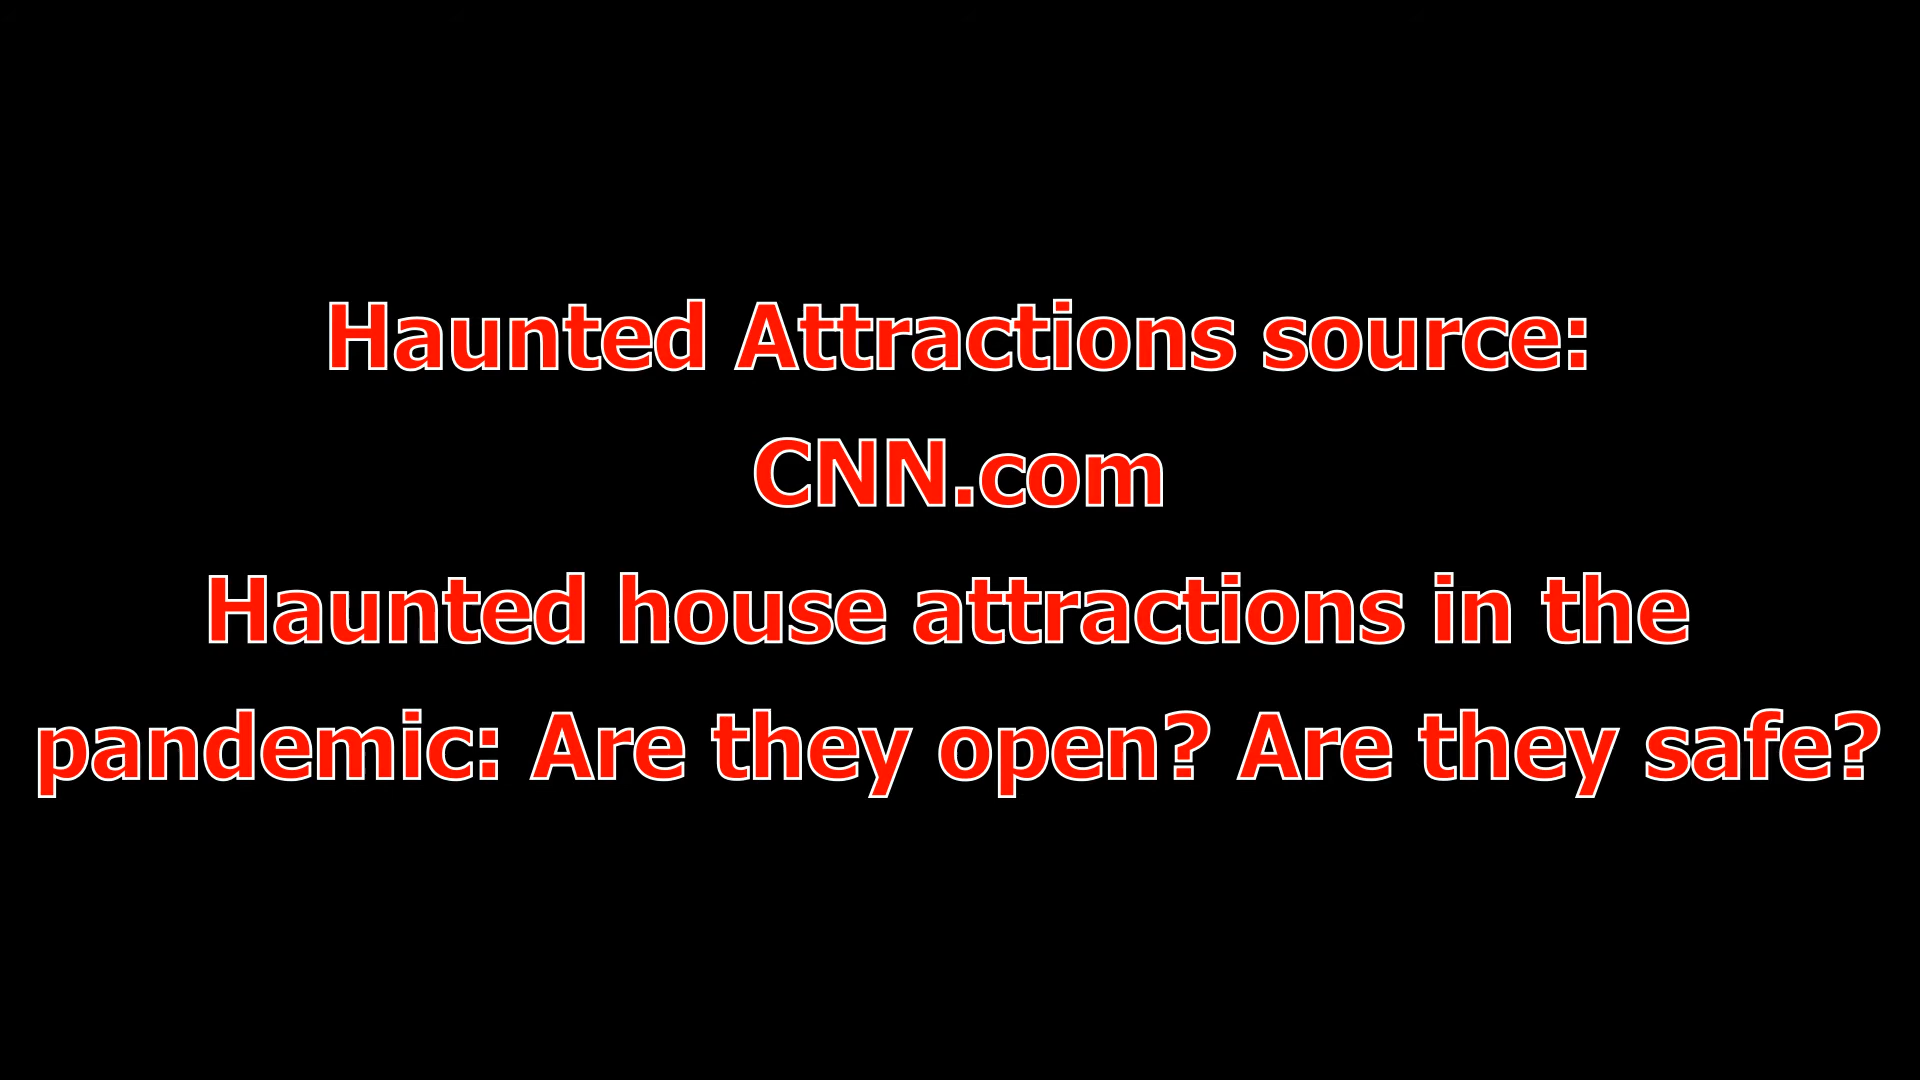 Haunted Attractions source:
CNN.com
Haunted house attractions in the
pandemic: Are they open? Are they safe?